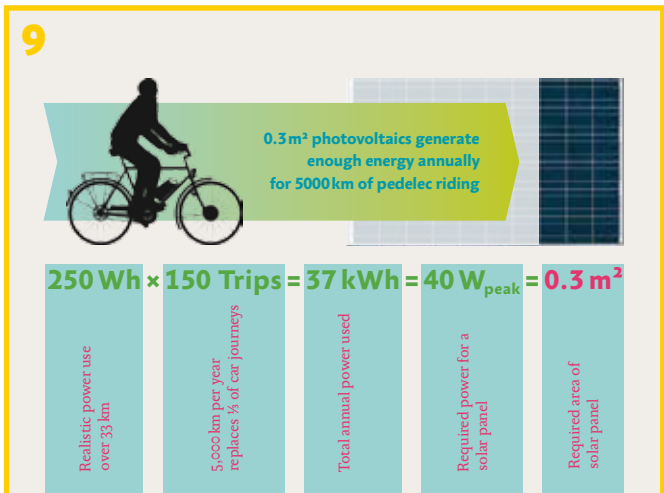 9
0.3 m² photovoltaics generate
enough energy annually
for 5000 km of pedelec riding
250 Wh × 150 Trips = 37 kWh = 40 Wpeak = 0.3 m²
Realistic power use
over 33 km
5,000 km per year
replaces ⅓ of car journeys
Total annual power used
Required power for a
solar panel
Required area of
solar panel